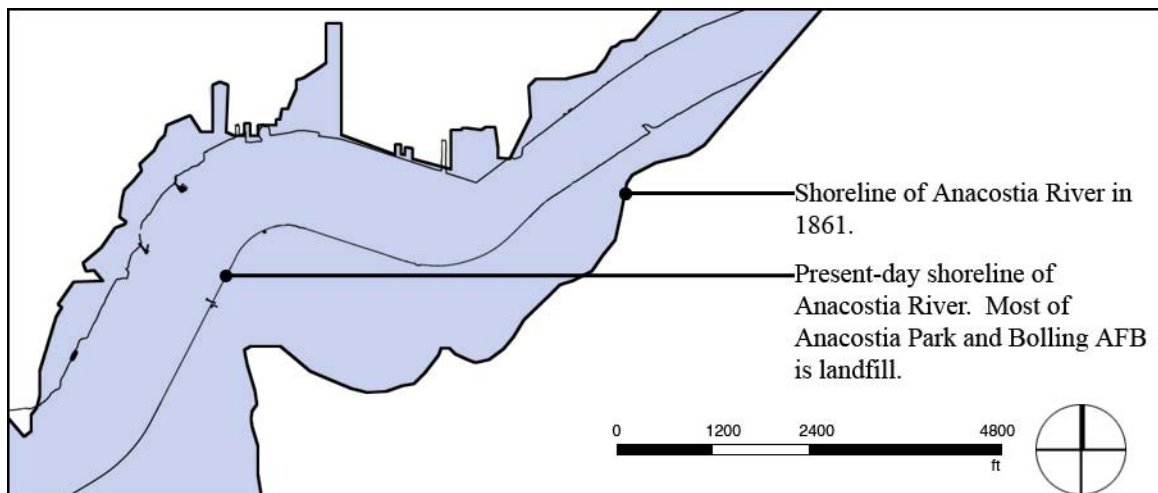 Shoreline of Anacostia River in
1861.
Present-day shoreline of
Anacostia River. Most of
Anacostia Park and Bolling AFB
is landfill.
0 1200 2400 4800
ft